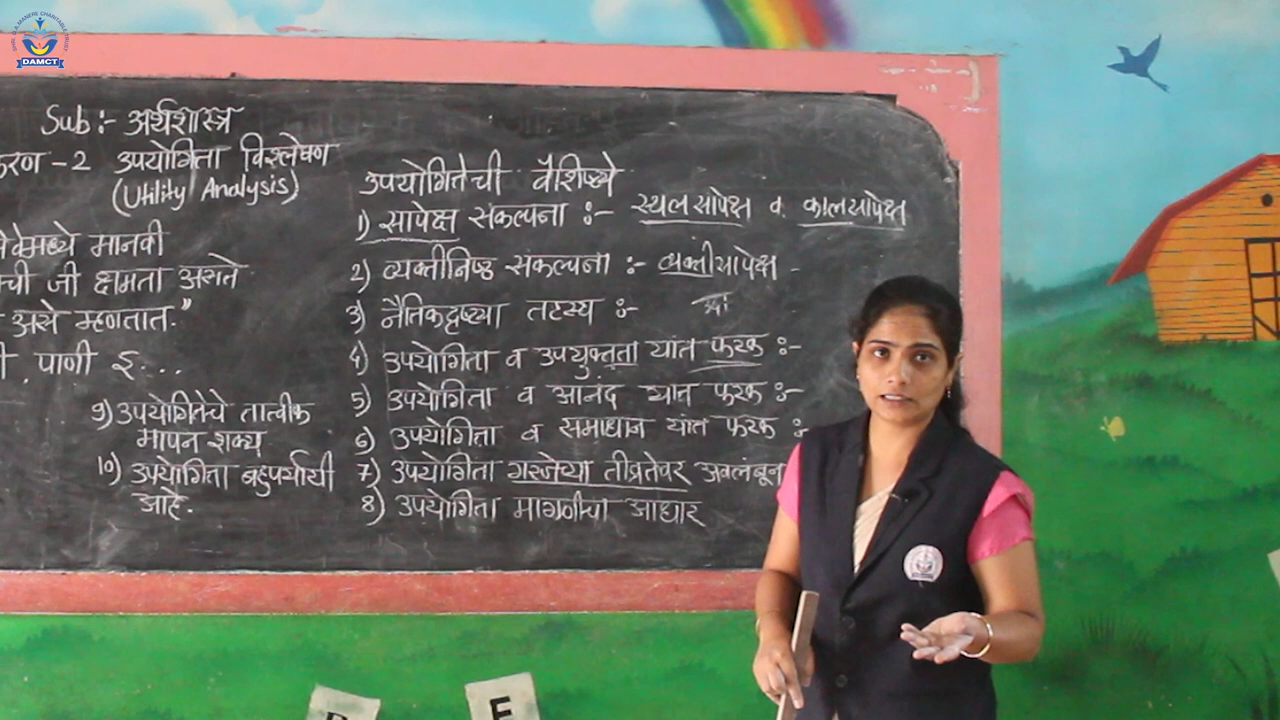 DAMCT
Sub :- अर्थशास्त्र
करण - 2 उपयोगिता विश्लेषण
(Utility Analysis)
मानवी
ची जी क्षमता असते
असे म्हणतात."
पाणी इ....
9) उपयोगितेचे तात्वीक
मापन शक्य
10) उपयोगिता बहुपर्यायी
आहे.
उपयोगितेची वैशिष्ट्ये
1) सापेक्ष संकल्पना :- स्थलसापेक्ष व कालसापेक्ष
2) व्यक्तीनिष्ठ संकल्पना :- व्यक्तीसापेक्ष -
3) नैतिकदृष्ट्या तटस्थ :-
4) उपयोगिता व उपयुक्तता यांत फरक :-
5) उपयोगिता व आनंद यांत फरक :-
6) उपयोगिता व समाधान यांत फरक :-
7) उपयोगिता गरजेच्या तीव्रतेवर अवलंबून
8) उपयोगिता मागणीचा आधार
E